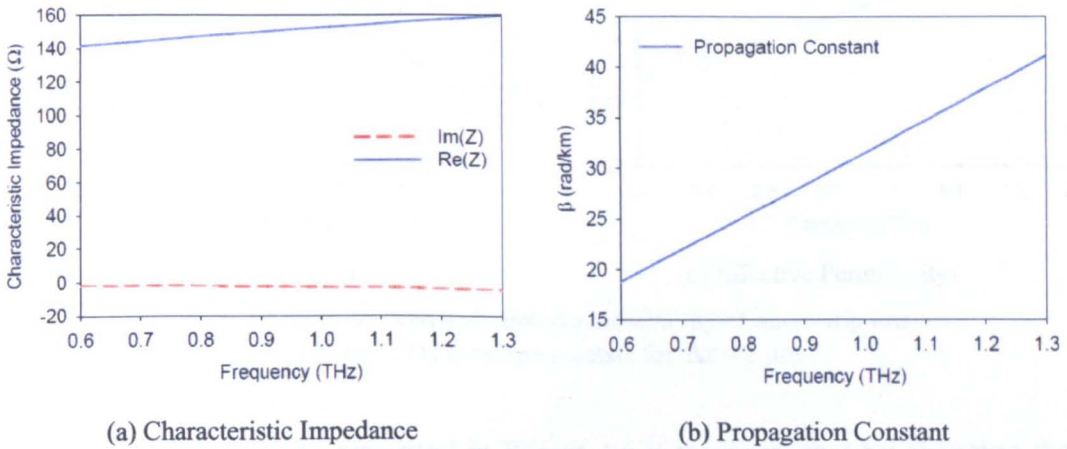 Characteristic Impedance (Ω)
160
140
120
100
80
60
40
20
0
-20
Im(Z)
Re(Z)
0.6 0.7 0.8 0.9 1.0 1.1 1.2 1.3
Frequency (THz)
(a) Characteristic Impedance
β (rad/km)
45
40
35
30
25
20
15
Propagation Constant
0.6 0.7 0.8 0.9 1.0 1.1 1.2 1.3
Frequency (THz)
(b) Propagation Constant